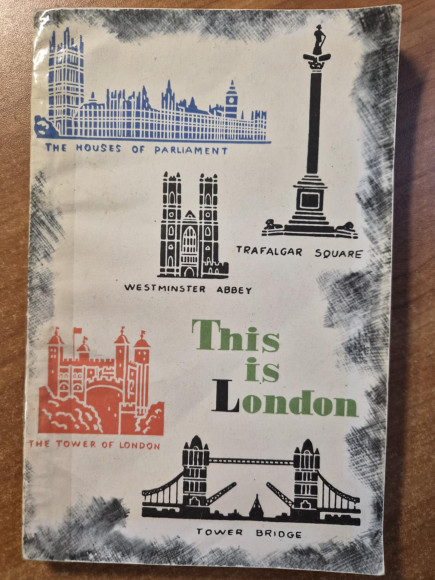 THE HOUSES OF PARLIAMENT
TRAFALGAR SQUARE
WESTMINSTER ABBEY
This
is
London
THE TOWER OF LONDON
TOWER BRIDGE